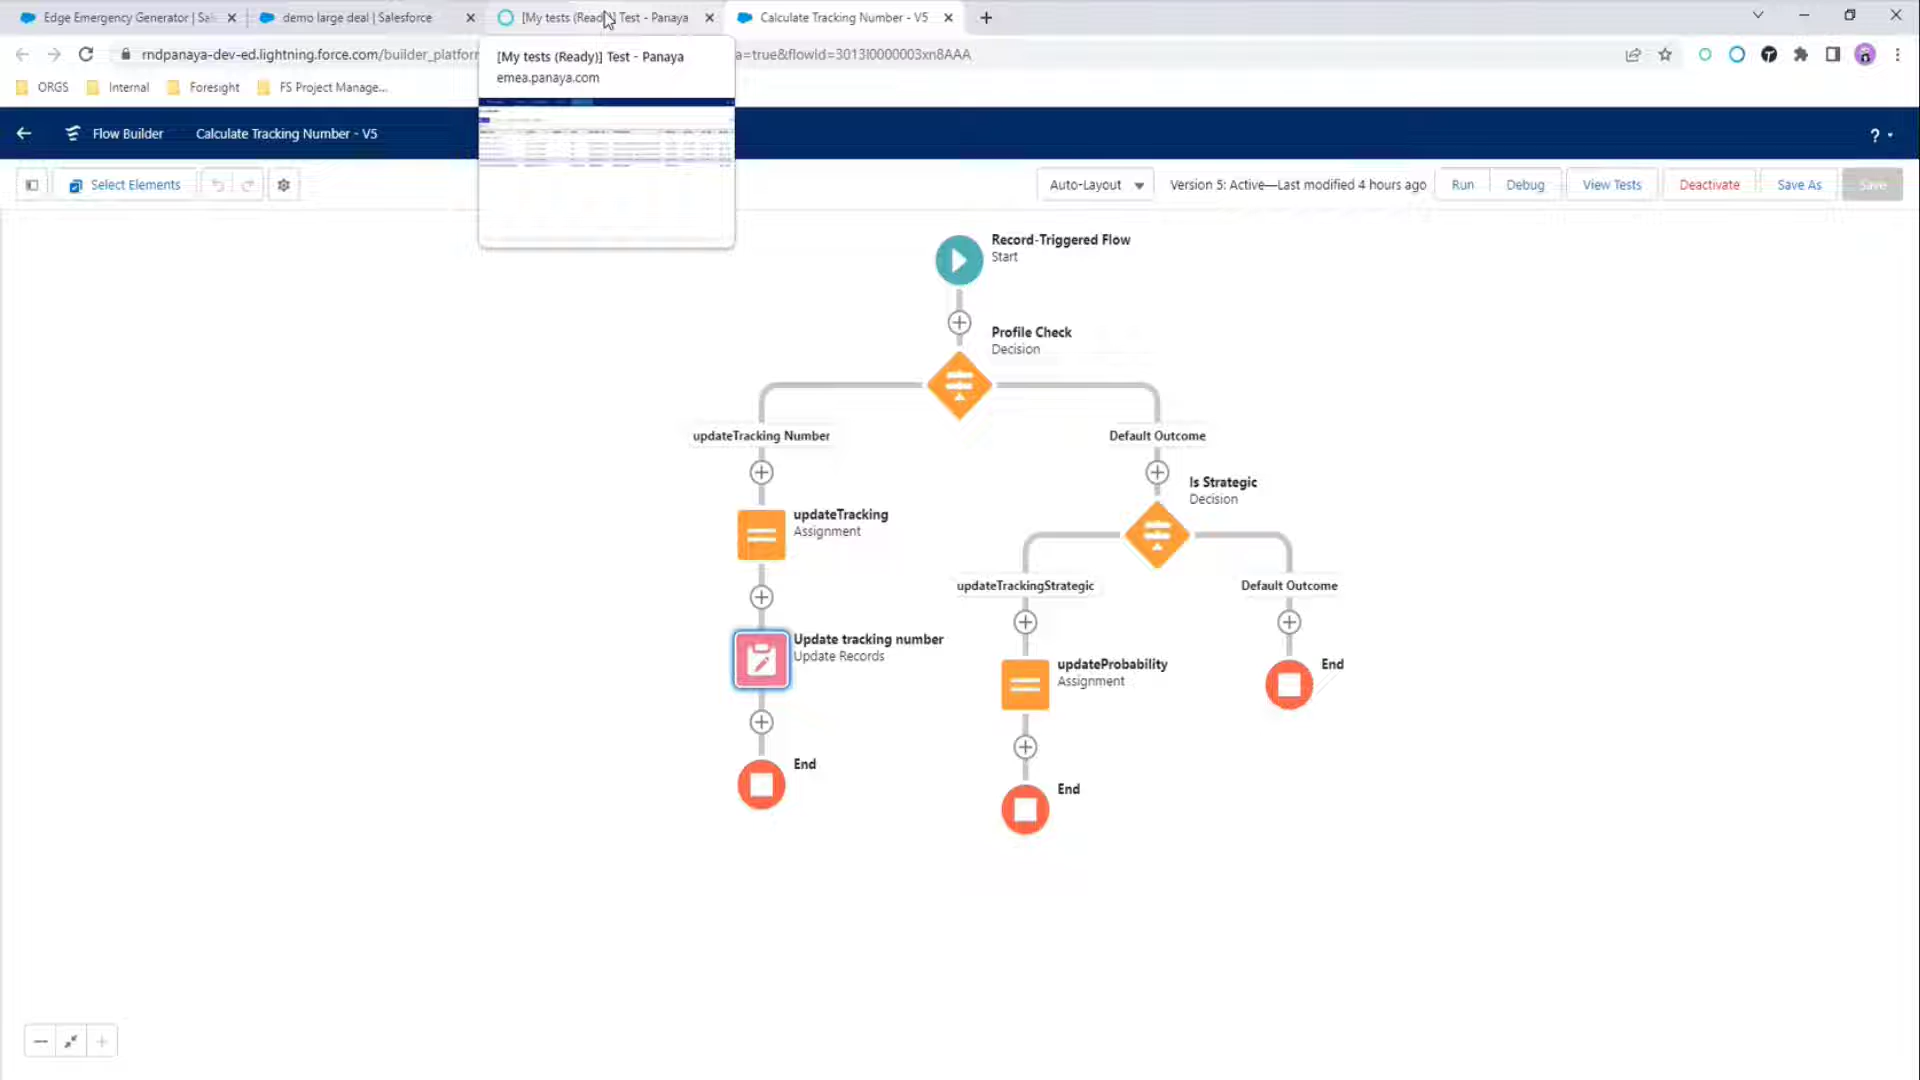 Edge Emergency Generator | Sal
demo large deal | Salesforce
[My tests (Ready)] Test - Panaya
Calculate Tracking Number - V5
rndpanaya-dev-ed.lightning.force.com/builder_platfor
a=true&flowId=3013l0000003xn8AAA
[My tests (Ready)] Test - Panaya
emea.panaya.com
ORGS
Internal
Foresight
FS Project Manage...
Flow Builder
Calculate Tracking Number - V5
?
Select Elements
Auto-Layout
Version 5: Active—Last modified 4 hours ago
Run
Debug
View Tests
Deactivate
Save As
Save
Record-Triggered Flow
Start
Profile Check
Decision
updateTracking Number
Default Outcome
Is Strategic
Decision
updateTracking
Assignment
updateTrackingStrategic
Default Outcome
Update tracking number
Update Records
updateProbability
Assignment
End
End
End